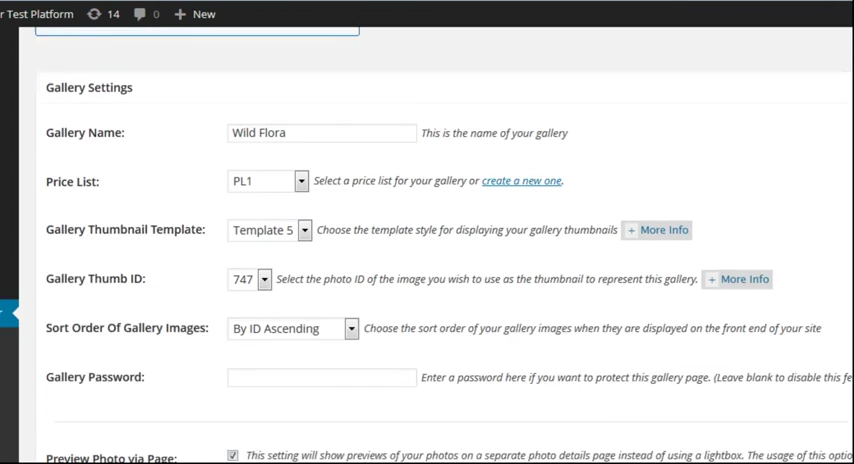 r Test Platform 14 0 + New
Gallery Settings
Gallery Name: Wild Flora This is the name of your gallery
Price List: PL1 Select a price list for your gallery or create a new one.
Gallery Thumbnail Template: Template 5 Choose the template style for displaying your gallery thumbnails + More Info
Gallery Thumb ID: 747 Select the photo ID of the image you wish to use as the thumbnail to represent this gallery. + More Info
Sort Order Of Gallery Images: By ID Ascending Choose the sort order of your gallery images when they are displayed on the front end of your site
Gallery Password: Enter a password here if you want to protect this gallery page. (Leave blank to disable this fe
Preview Photo via Page: This setting will show previews of your photos on a separate photo details page instead of using a lightbox. The usage of this optio